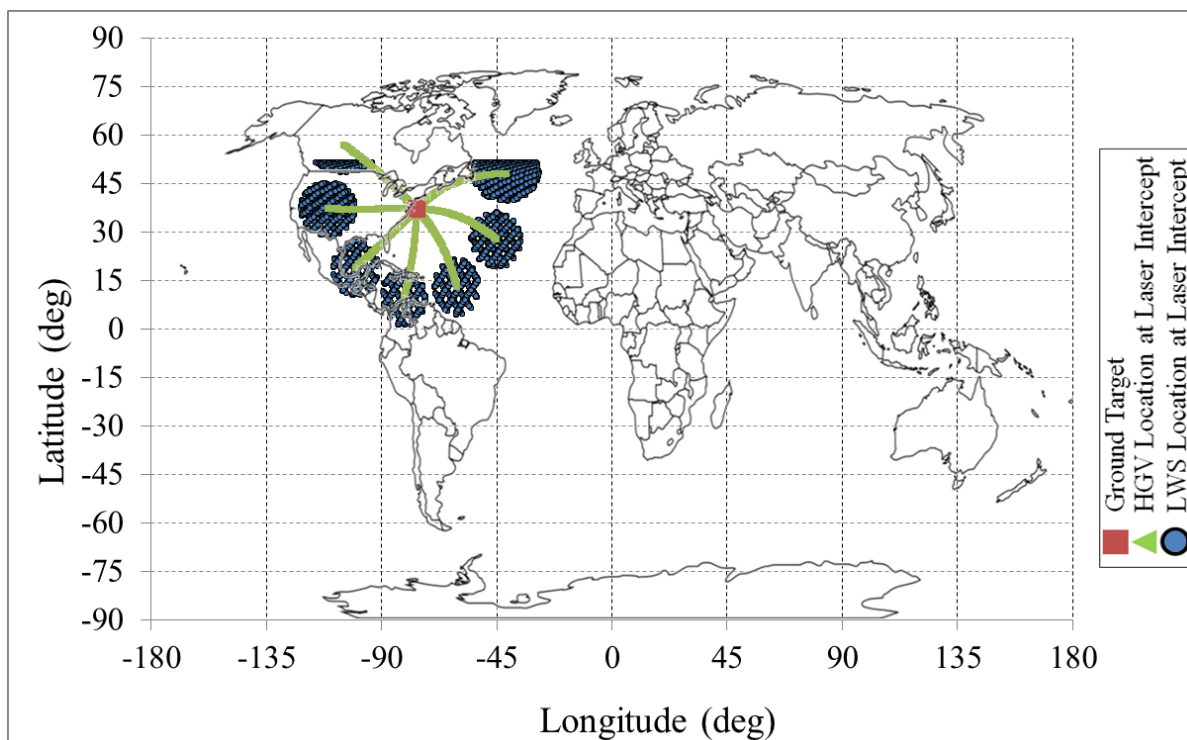 90
75
60
45
30
15
0
-15
-30
-45
-60
-75
-90
-180 -135 -90 -45 0 45 90 135 180
Latitude (deg)
Longitude (deg)
Ground Target
HGV Location at Laser Intercept
LWS Location at Laser Intercept